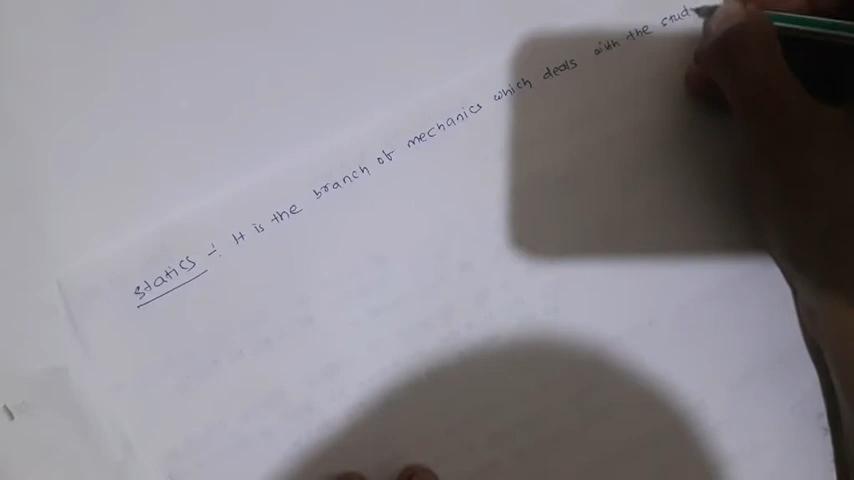 Statics :- It is the branch of mechanics which deals with the stud